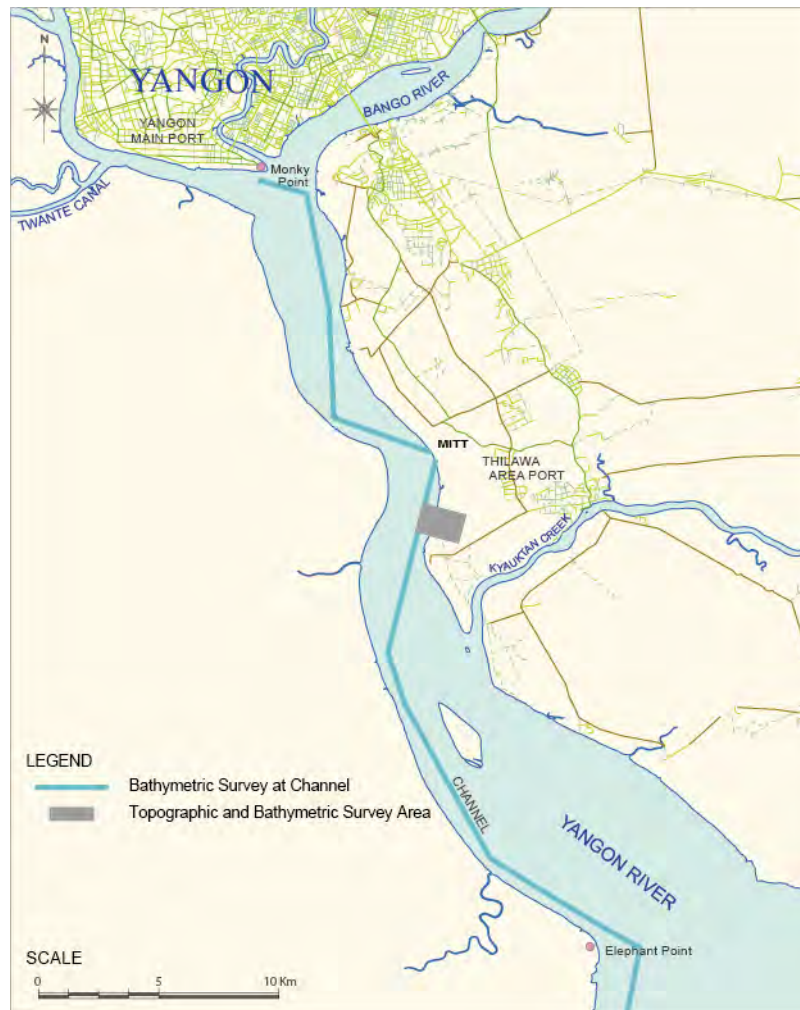 N
YANGON
YANGON
MAIN PORT
BANGO RIVER
Monky
Point
TWANTE CANAL
MITT
THILAWA
AREA PORT
KYAUKTAN CREEK
LEGEND
Bathymetric Survey at Channel
Topographic and Bathymetric Survey Area
CHANNEL
YANGON RIVER
Elephant Point
SCALE
0 5 10 Km